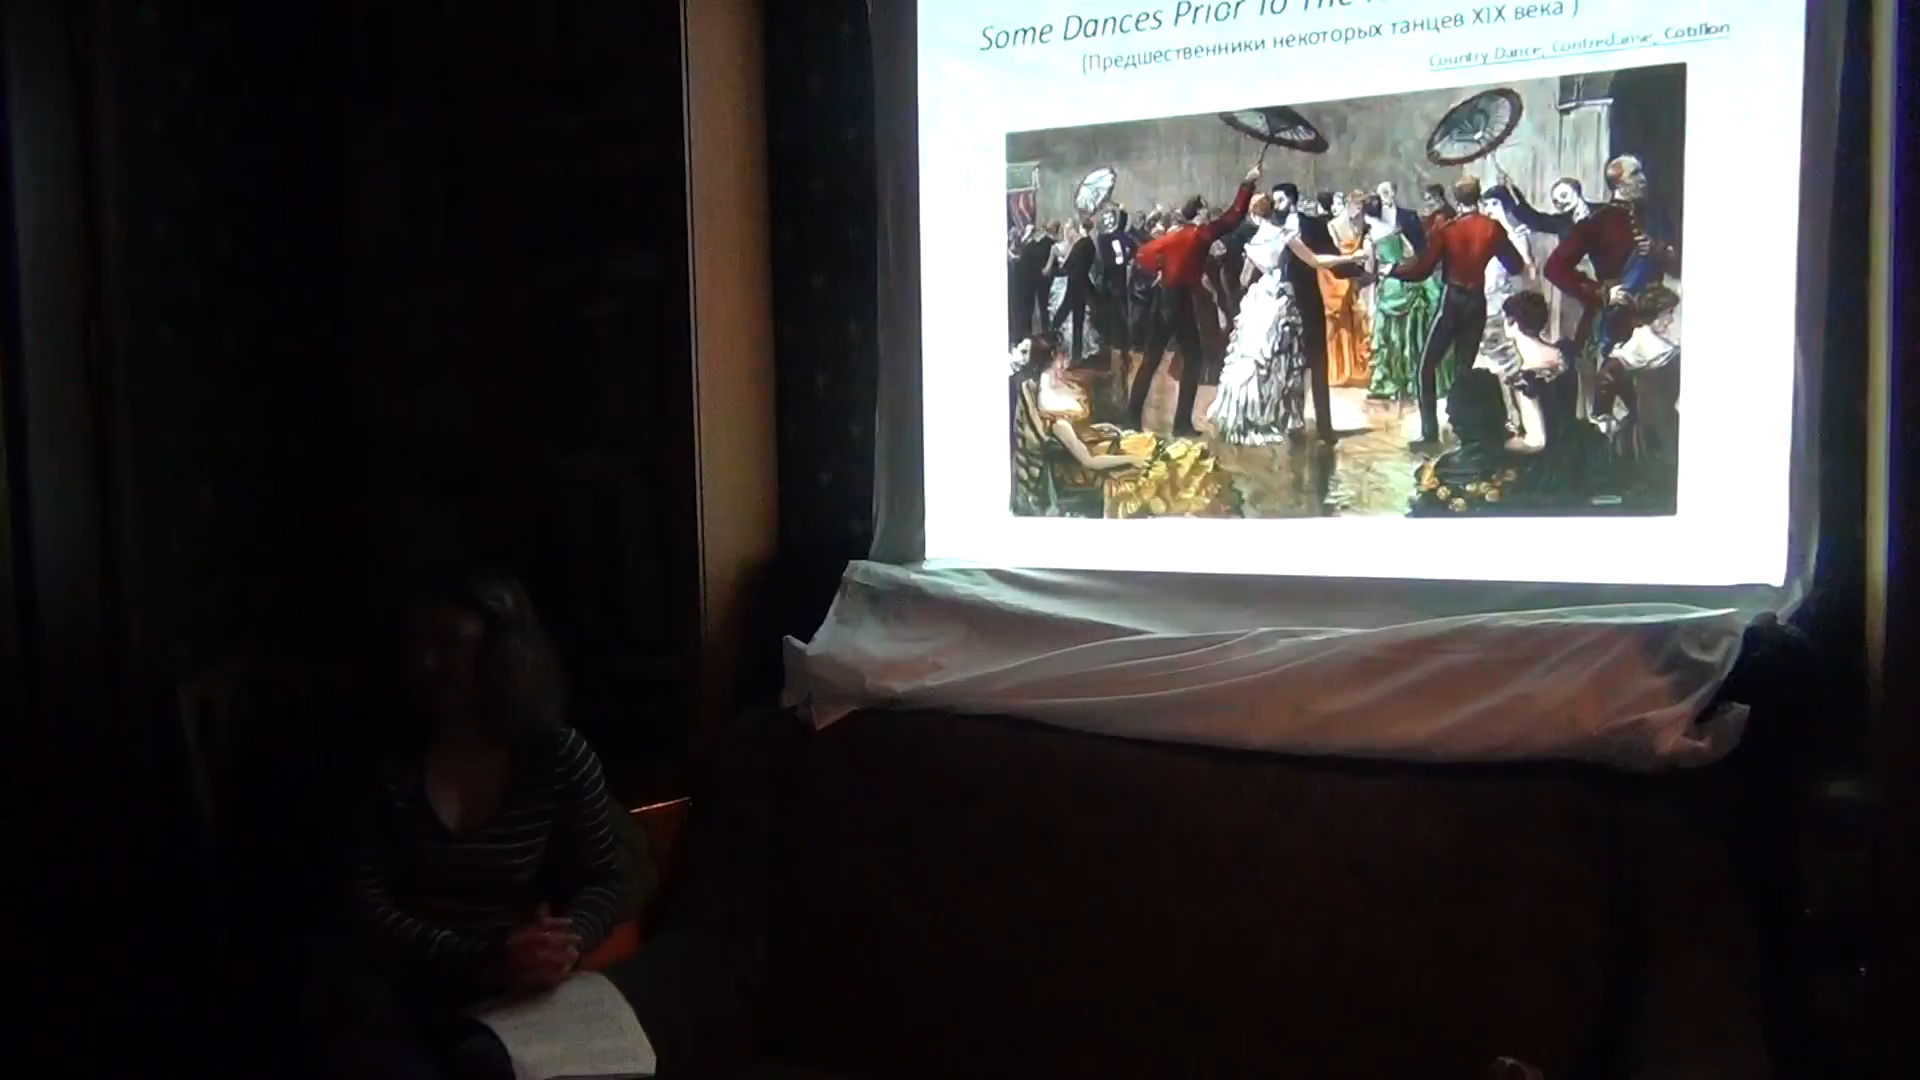 Some Dances Prior To The
(Предшественники некоторых танцев XIX века )
Country Dance, Contredanse, Cotillion